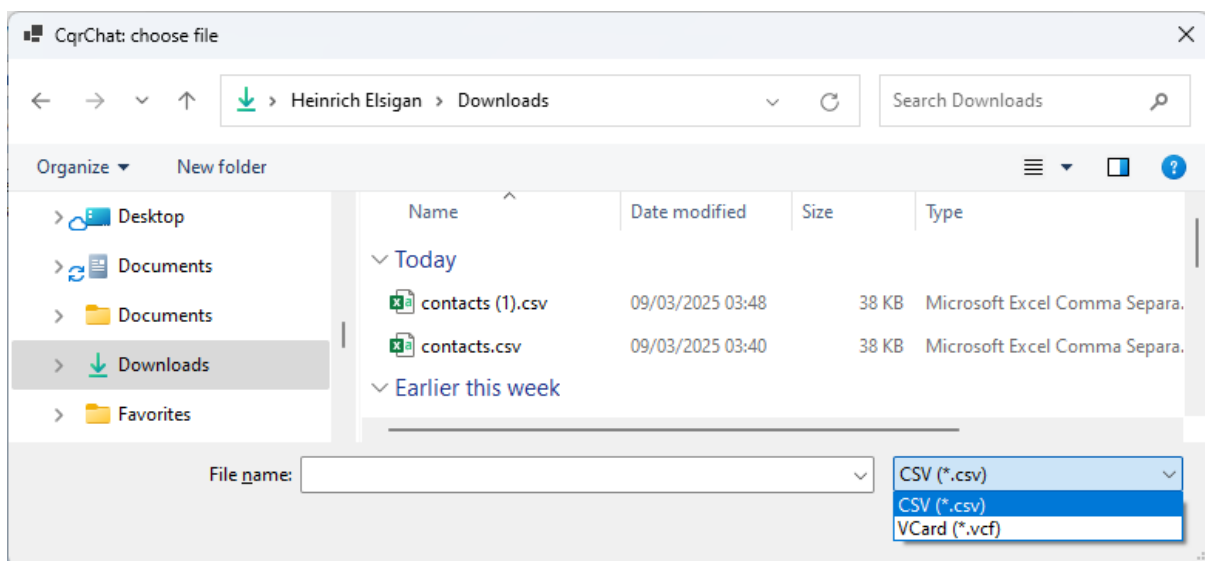 CqrChat: choose file
Heinrich Elsigan > Downloads
Search Downloads
Organize
New folder
?
Name
Date modified
Size
Type
Desktop
Documents
Documents
Downloads
Favorites
Today
contacts (1).csv 09/03/2025 03:48 38 KB Microsoft Excel Comma Separa.
contacts.csv 09/03/2025 03:40 38 KB Microsoft Excel Comma Separa.
Earlier this week
File name:
CSV (*.csv)
CSV (*.csv)
VCard (*.vcf)